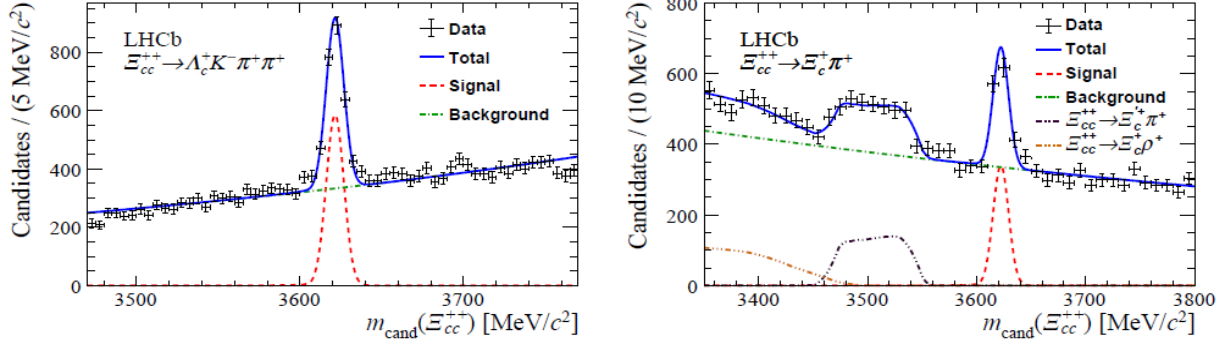 Candidates / (5 MeV/c²)
800
600
400
200
0
LHCb
Ξcc⁺⁺→Λc⁺K⁻π⁺π⁺
Data
Total
Signal
Background
3500
3600
3700
mcand(Ξcc⁺⁺) [MeV/c²]
Candidates / (10 MeV/c²)
800
600
400
200
0
LHCb
Ξcc⁺⁺→Ξc⁺π⁺
Data
Total
Signal
Background
Ξcc⁺⁺→Ξc′⁺π⁺
Ξcc⁺⁺→Ξc⁺ρ⁺
3400
3500
3600
3700
3800
mcand(Ξcc⁺⁺) [MeV/c²]